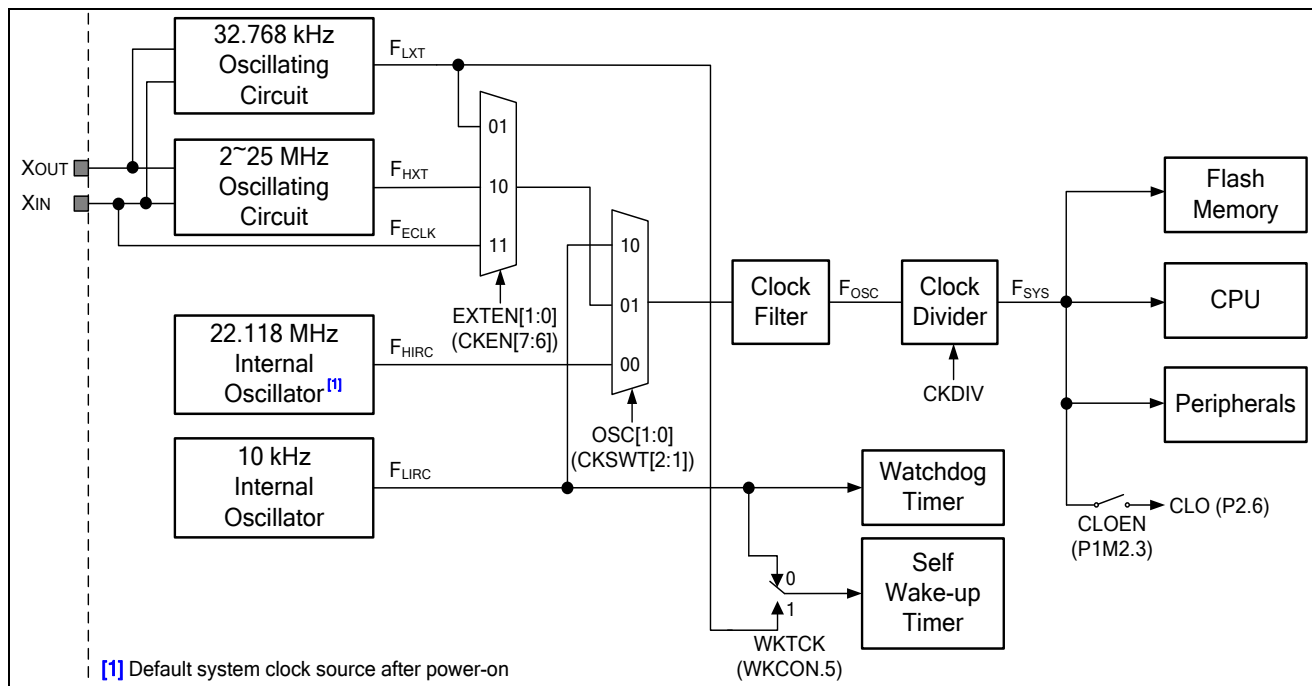 32.768 kHz
Oscillating
Circuit
FLXT
01
XOUT
2~25 MHz
Oscillating
Circuit
FHXT
10
XIN
FECLK
11
EXTEN[1:0]
(CKEN[7:6])
22.118 MHz
Internal
Oscillator[1]
FHIRC
10
01
00
OSC[1:0]
(CKSWT[2:1])
10 kHz
Internal
Oscillator
FLIRC
Clock
Filter
FOSC
Clock
Divider
CKDIV
FSYS
Flash
Memory
CPU
Peripherals
CLOEN
(P1M2.3)
CLO (P2.6)
Watchdog
Timer
0
1
WKTCK
(WKCON.5)
Self
Wake-up
Timer
[1] Default system clock source after power-on